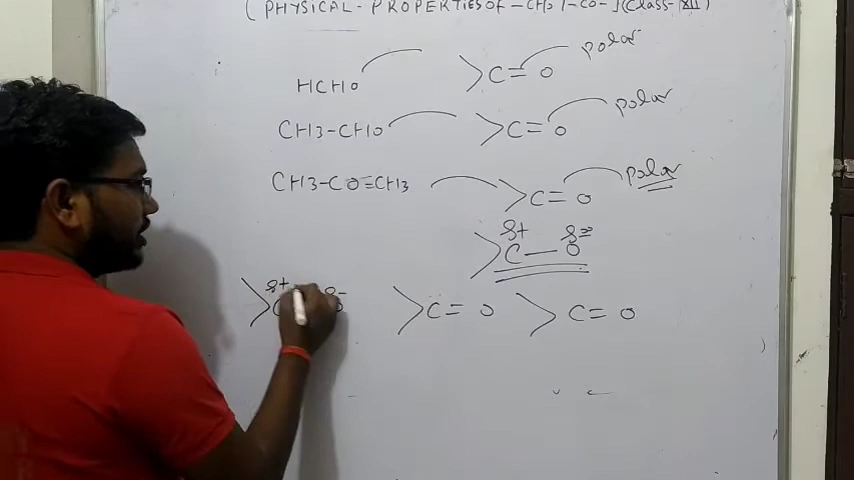 (PHYSICAL-PROPERTIES OF -CHO / -CO-) (Class-XII)
HCHO >C=O polar
CH3-CHO >C=O polar
CH3-CO=CH3 >C=O polar
δ+ δ-
>C-O
δ+ δ-
>C >C=O >C=O